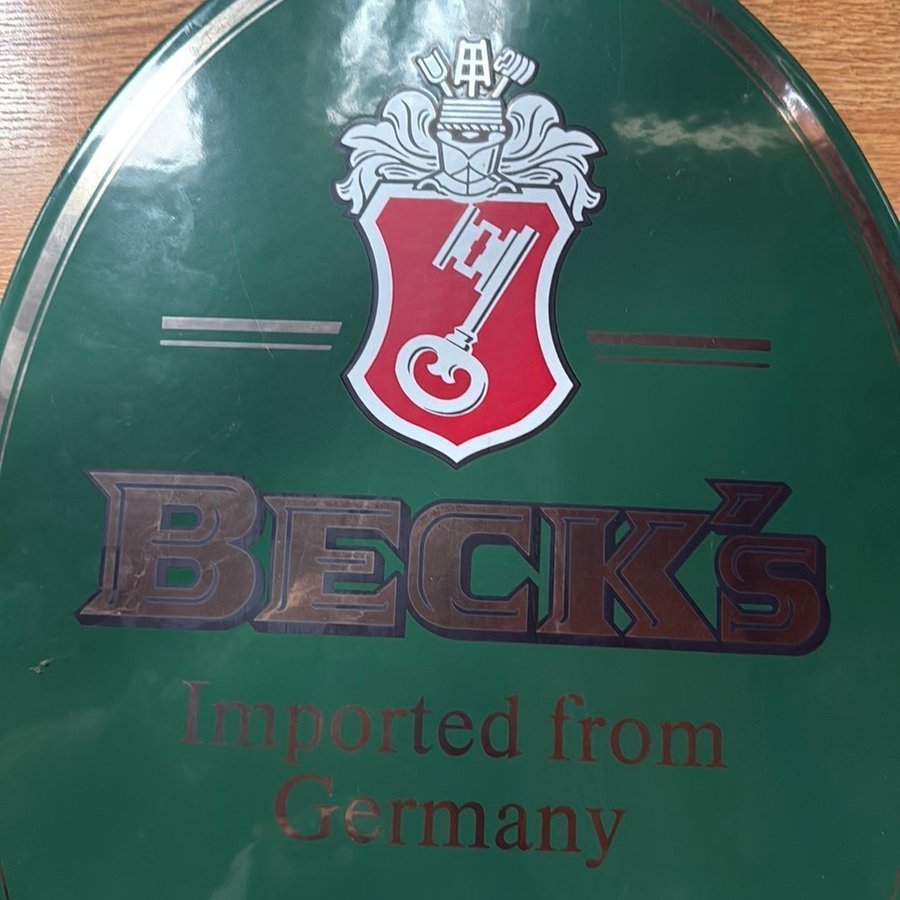 BECK'S
Imported from
Germany